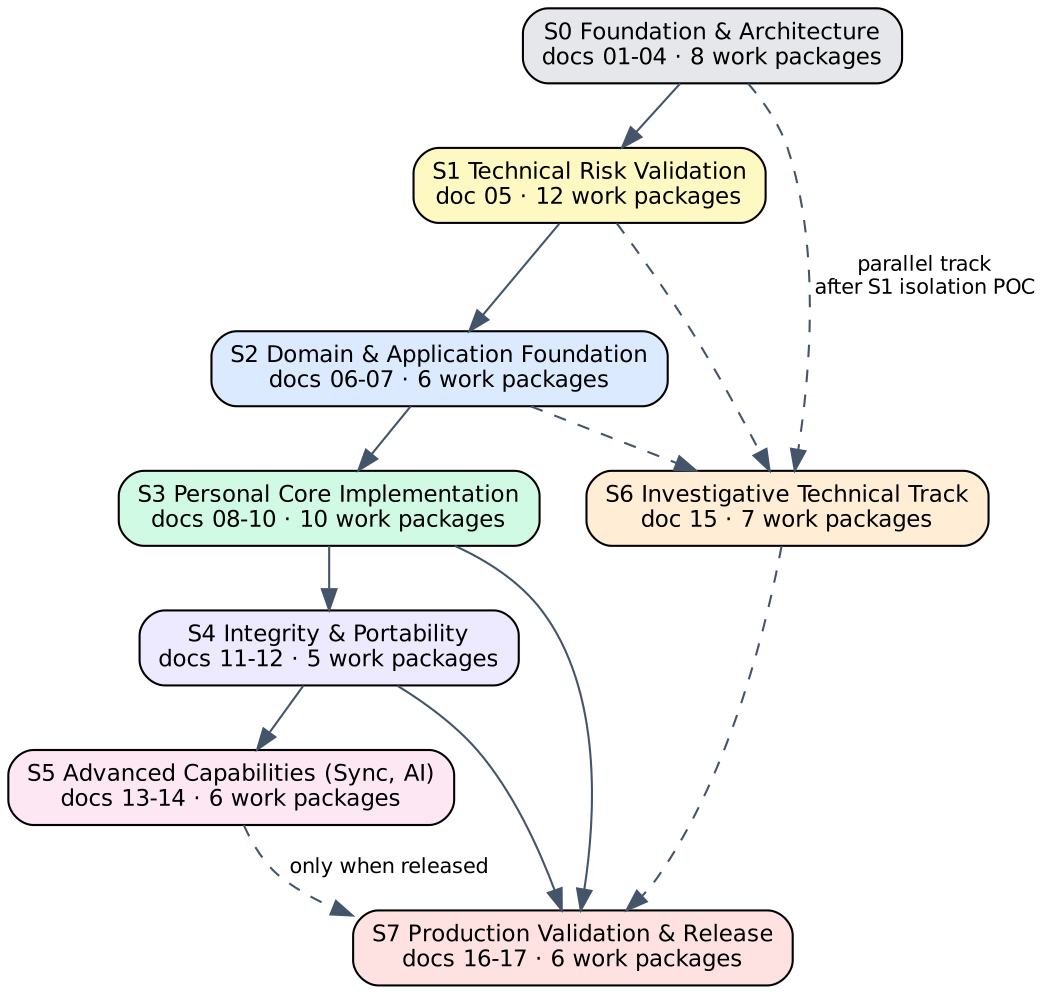 S0 Foundation & Architecture
docs 01-04 · 8 work packages
S1 Technical Risk Validation
doc 05 · 12 work packages
parallel track
after S1 isolation POC
S2 Domain & Application Foundation
docs 06-07 · 6 work packages
S3 Personal Core Implementation
docs 08-10 · 10 work packages
S6 Investigative Technical Track
doc 15 · 7 work packages
S4 Integrity & Portability
docs 11-12 · 5 work packages
S5 Advanced Capabilities (Sync, AI)
docs 13-14 · 6 work packages
only when released
S7 Production Validation & Release
docs 16-17 · 6 work packages